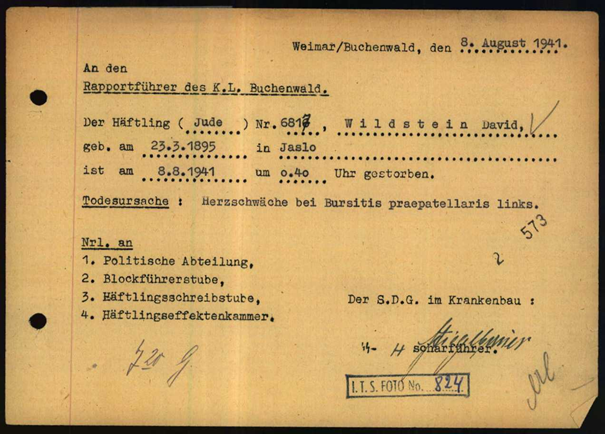 Weimar/Buchenwald, den 8. August 1941.
An den
Rapportführer des K.L. Buchenwald.
Der Häftling ( Jude ) Nr. 6817, Wildstein David,
geb. am 23.3.1895 in Jaslo
ist am 8.8.1941 um 0.40 Uhr gestorben.
Todesursache : Herzschwäche bei Bursitis praepatellaris links.
2 573
Nrl. an
1. Politische Abteilung,
2. Blockführerstube,
3. Häftlingsschreibstube,
4. Häftlingseffektenkammer.
Der S.D.G. im Krankenbau :
scharführer.
I.T.S. FOTO No. 824